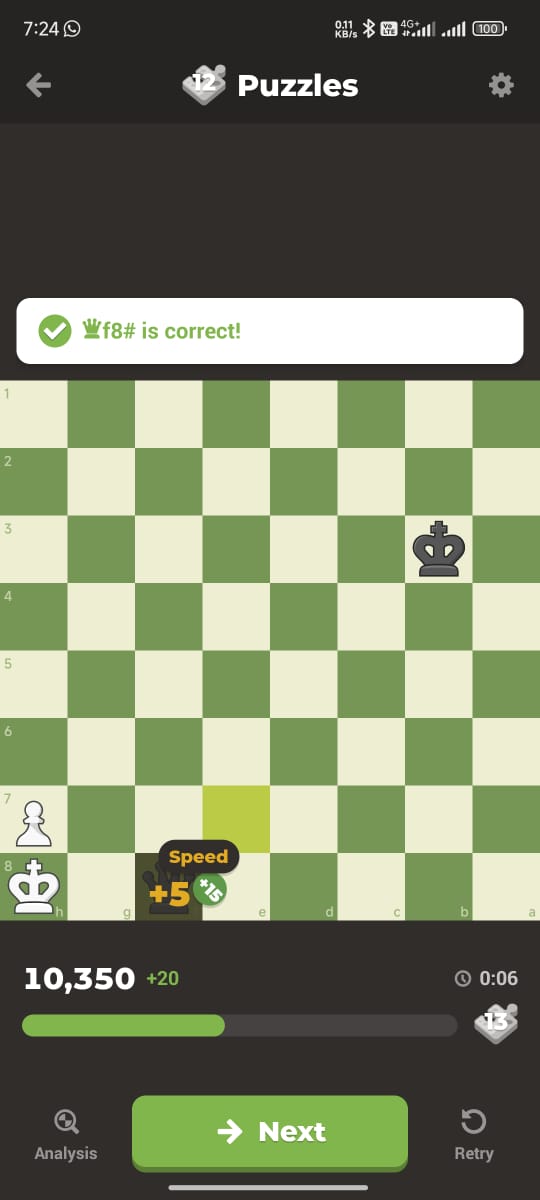 7:24
0.11 KB/s VoLTE 4G+ 100
12 Puzzles
f8# is correct!
1
2
3
4
5
6
7
Speed
8 +5 +15
h g e d c b a
10,350 +20 0:06
13
Next
Analysis Retry